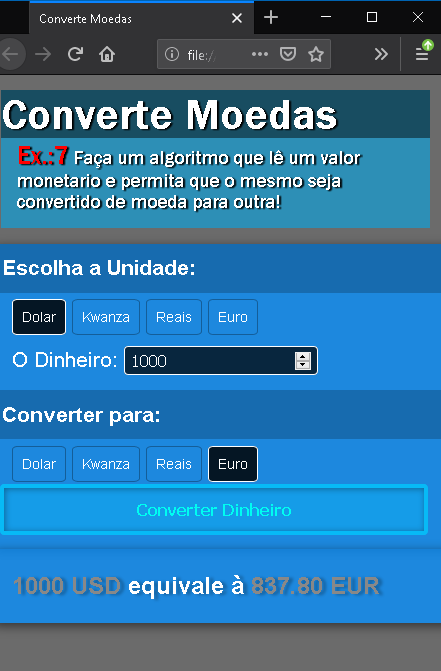 Converte Moedas
file:/
Converte Moedas
Ex.:7 Faça um algoritmo que lê um valor
monetario e permita que o mesmo seja
convertido de moeda para outra!
Escolha a Unidade:
Dolar Kwanza Reais Euro
O Dinheiro: 1000
Converter para:
Dolar Kwanza Reais Euro
Converter Dinheiro
1000 USD equivale à 837.80 EUR